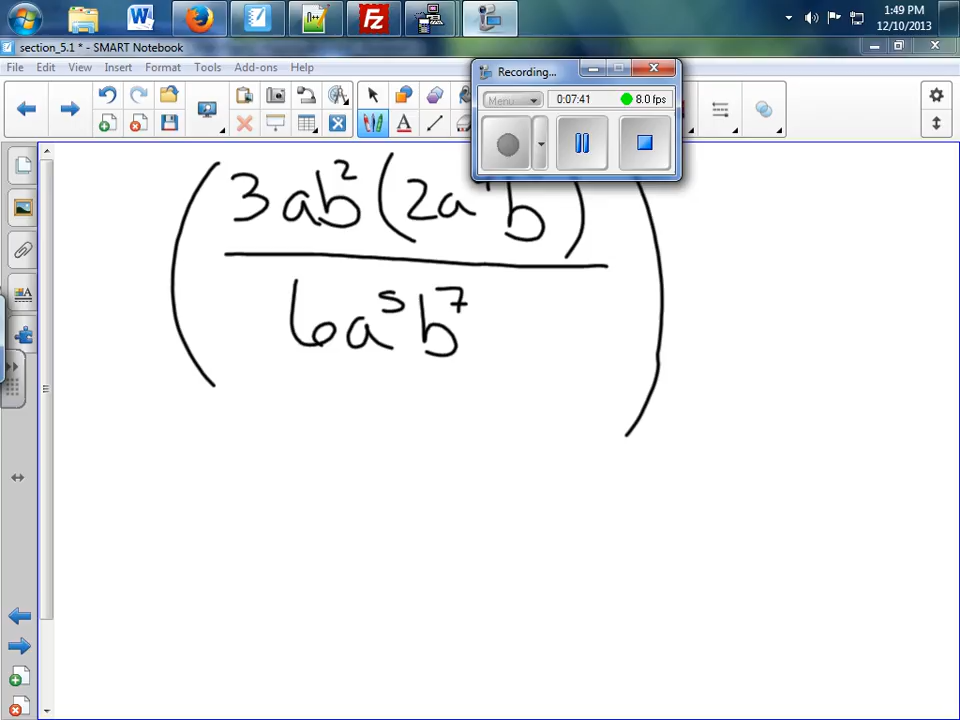 1:49 PM
12/10/2013
section_5.1 * - SMART Notebook
File Edit View Insert Format Tools Add-ons Help
Recording...
Menu 0:07:41 8.0 fps
3ab²(2a b)
6a⁵b⁷